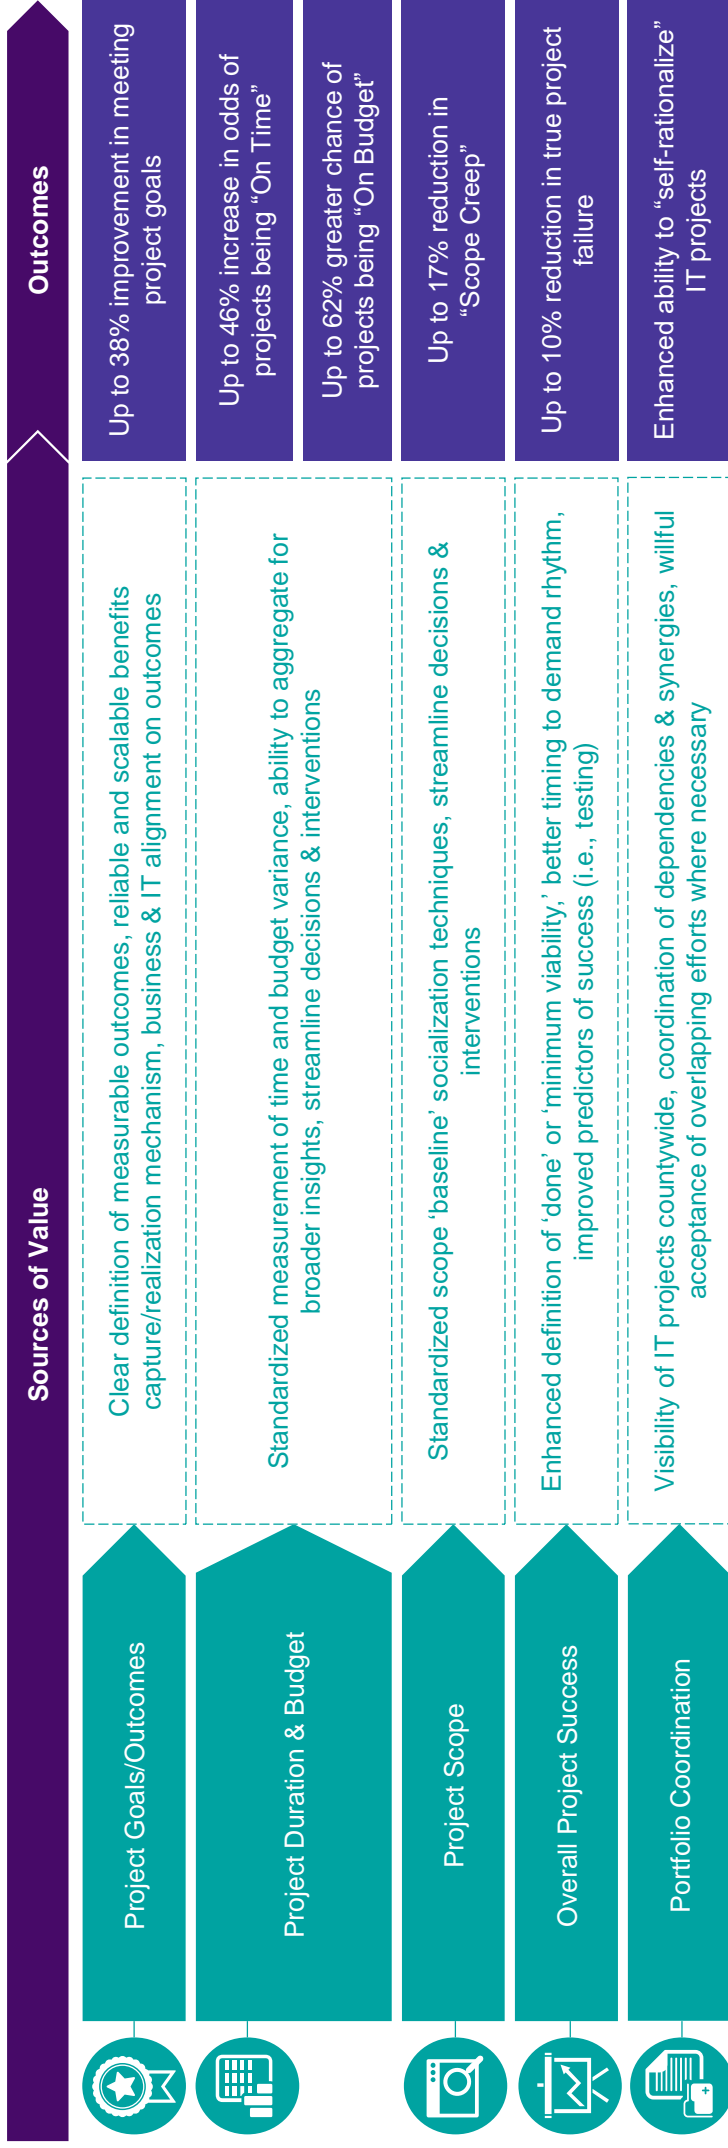 Sources of Value
Outcomes
Project Goals/Outcomes
Clear definition of measurable outcomes, reliable and scalable benefits
capture/realization mechanism, business & IT alignment on outcomes
Up to 38% improvement in meeting
project goals
Project Duration & Budget
Standardized measurement of time and budget variance, ability to aggregate for
broader insights, streamline decisions & interventions
Up to 46% increase in odds of
projects being “On Time”
Up to 62% greater chance of
projects being “On Budget”
Project Scope
Standardized scope ‘baseline’ socialization techniques, streamline decisions &
interventions
Up to 17% reduction in
“Scope Creep”
Overall Project Success
Enhanced definition of ‘done’ or ‘minimum viability,’ better timing to demand rhythm,
improved predictors of success (i.e., testing)
Up to 10% reduction in true project
failure
Portfolio Coordination
Visibility of IT projects countywide, coordination of dependencies & synergies, willful
acceptance of overlapping efforts where necessary
Enhanced ability to “self-rationalize”
IT projects